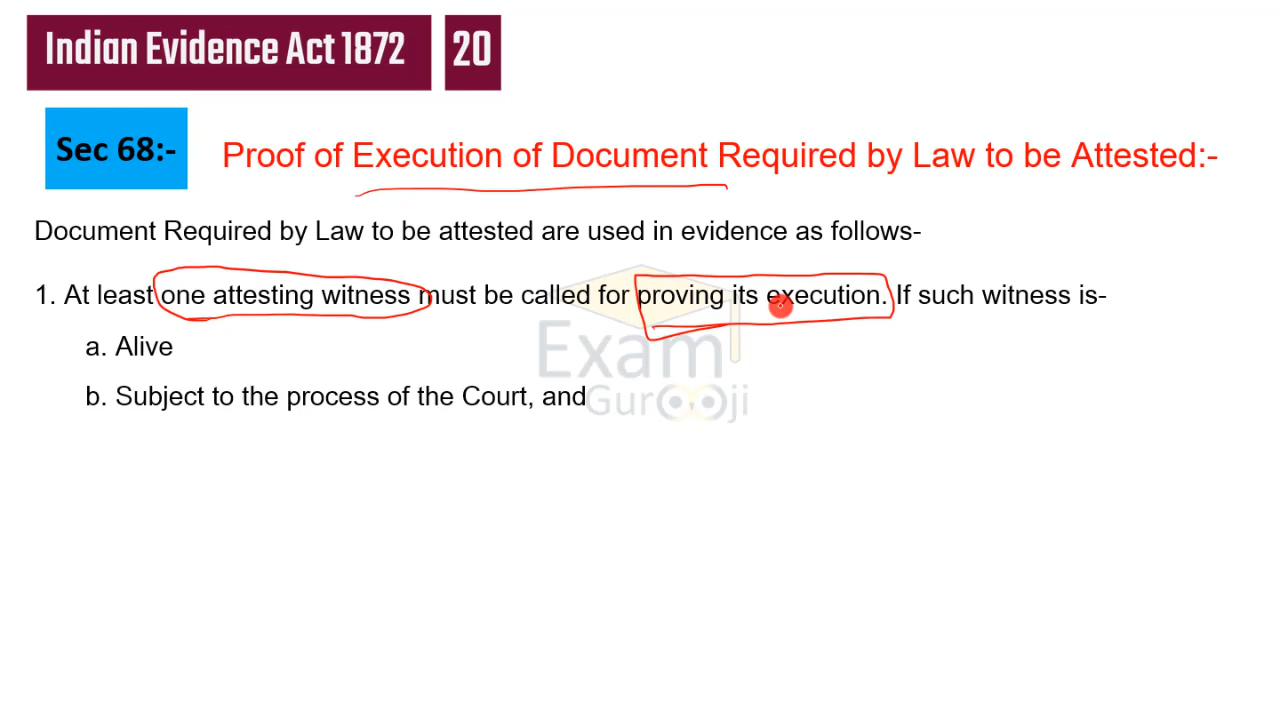 Indian Evidence Act 1872 20
Sec 68:- Proof of Execution of Document Required by Law to be Attested:-
Document Required by Law to be attested are used in evidence as follows-
1. At least one attesting witness must be called for proving its execution. If such witness is-
a. Alive
b. Subject to the process of the Court, and
Exam
Gurooji